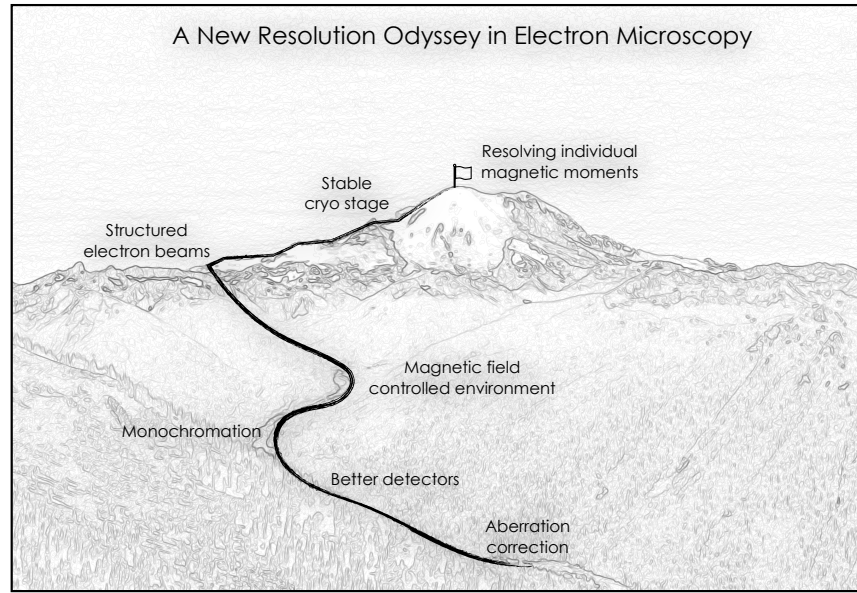 A New Resolution Odyssey in Electron Microscopy
Resolving individual
magnetic moments
Stable
cryo stage
Structured
electron beams
Magnetic field
controlled environment
Monochromation
Better detectors
Aberration
correction